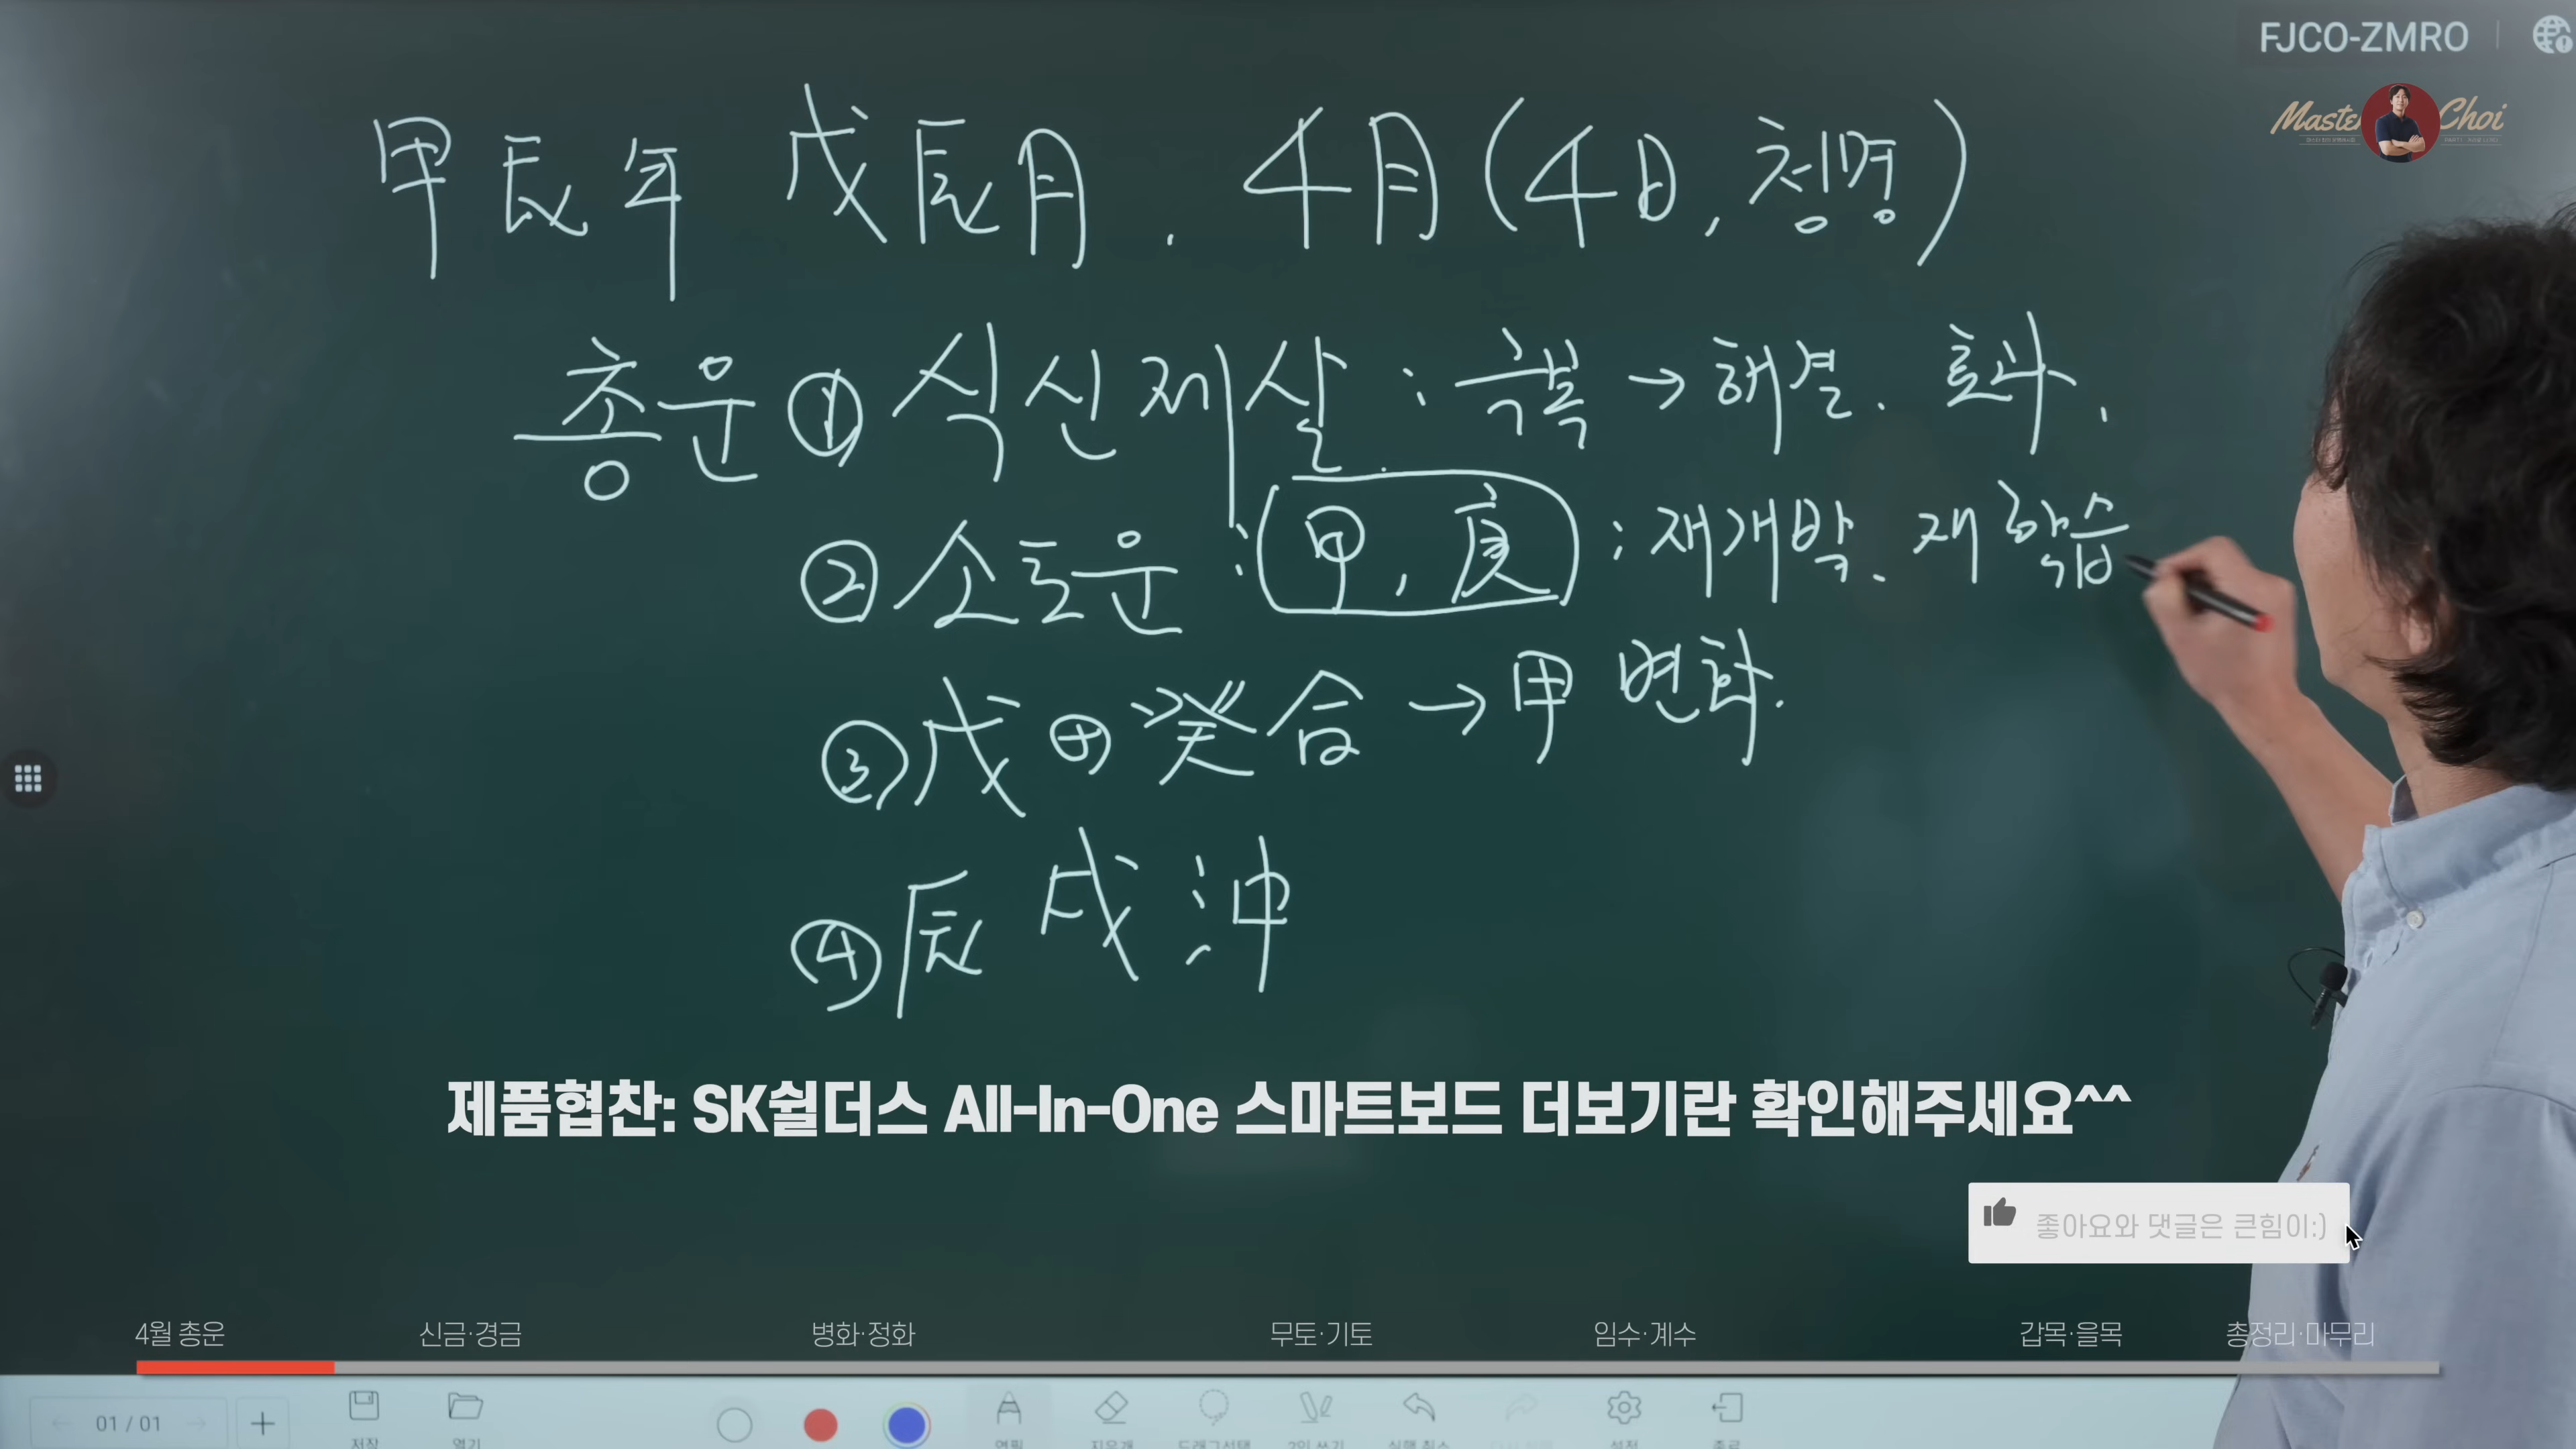 FJCO-ZMRO
Master Choi
甲辰年 戊辰月. 4月(4日, 청명)
총운 ① 식신제살 : 극복 → 해결. 효과.
② 소토운 : 甲, 庚 : 재개발. 재학습
③ 戊⊕癸合 → 甲 변화.
④ 辰戌沖
제품협찬: SK쉴더스 All-In-One 스마트보드 더보기란 확인해주세요^^
좋아요와 댓글은 큰힘이:)
4월 총운 신금·경금 병화·정화 무토·기토 임수·계수 갑목·을목 총정리·마무리
01 / 01